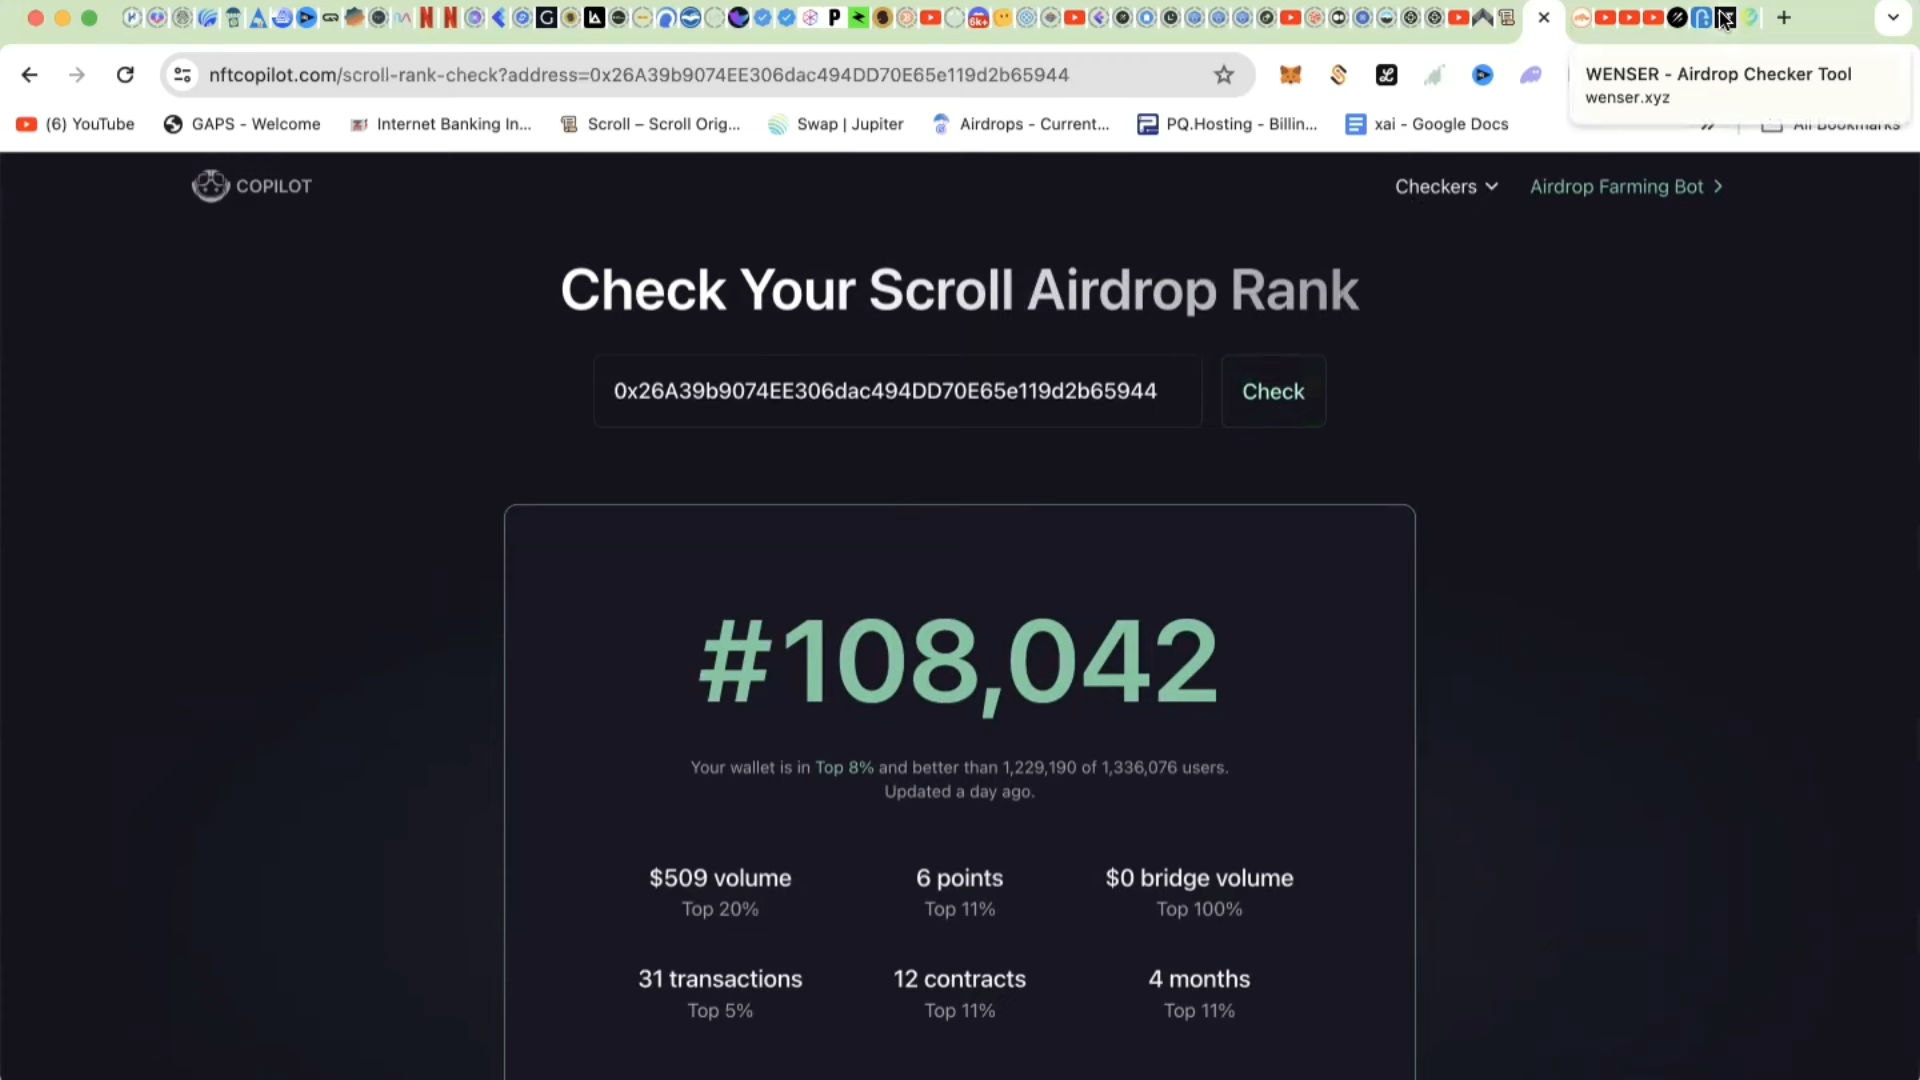 nftcopilot.com/scroll-rank-check?address=0x26A39b9074EE306dac494DD70E65e119d2b65944
WENSER - Airdrop Checker Tool
wenser.xyz
(6) YouTube
GAPS - Welcome
Internet Banking In...
Scroll – Scroll Orig...
Swap | Jupiter
Airdrops - Current...
PQ.Hosting - Billin...
xai - Google Docs
All Bookmarks
COPILOT
Checkers
Airdrop Farming Bot
Check Your Scroll Airdrop Rank
0x26A39b9074EE306dac494DD70E65e119d2b65944
Check
#108,042
Your wallet is in Top 8% and better than 1,229,190 of 1,336,076 users.
Updated a day ago.
$509 volume
Top 20%
6 points
Top 11%
$0 bridge volume
Top 100%
31 transactions
Top 5%
12 contracts
Top 11%
4 months
Top 11%